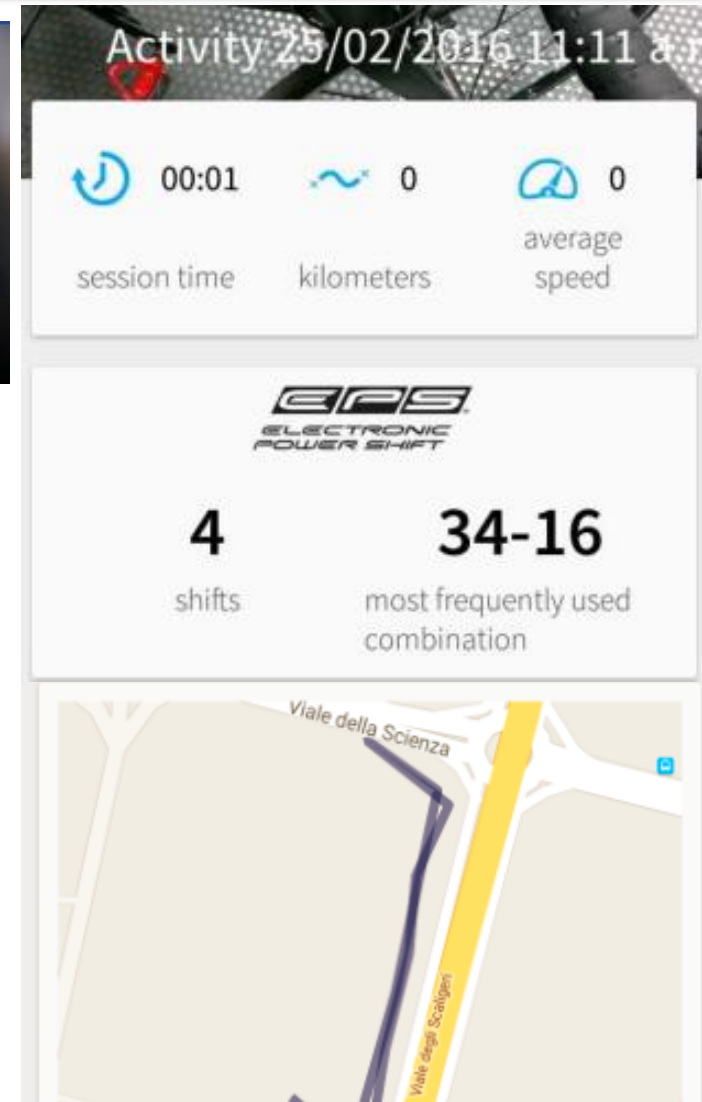 Activity 25/02/2016 11:11 a
00:01
0
0
session time
kilometers
average
speed
EPS
ELECTRONIC
POWER SHIFT
4
34-16
shifts
most frequently used
combination
Viale della Scienza
Viale degli Scaligeri